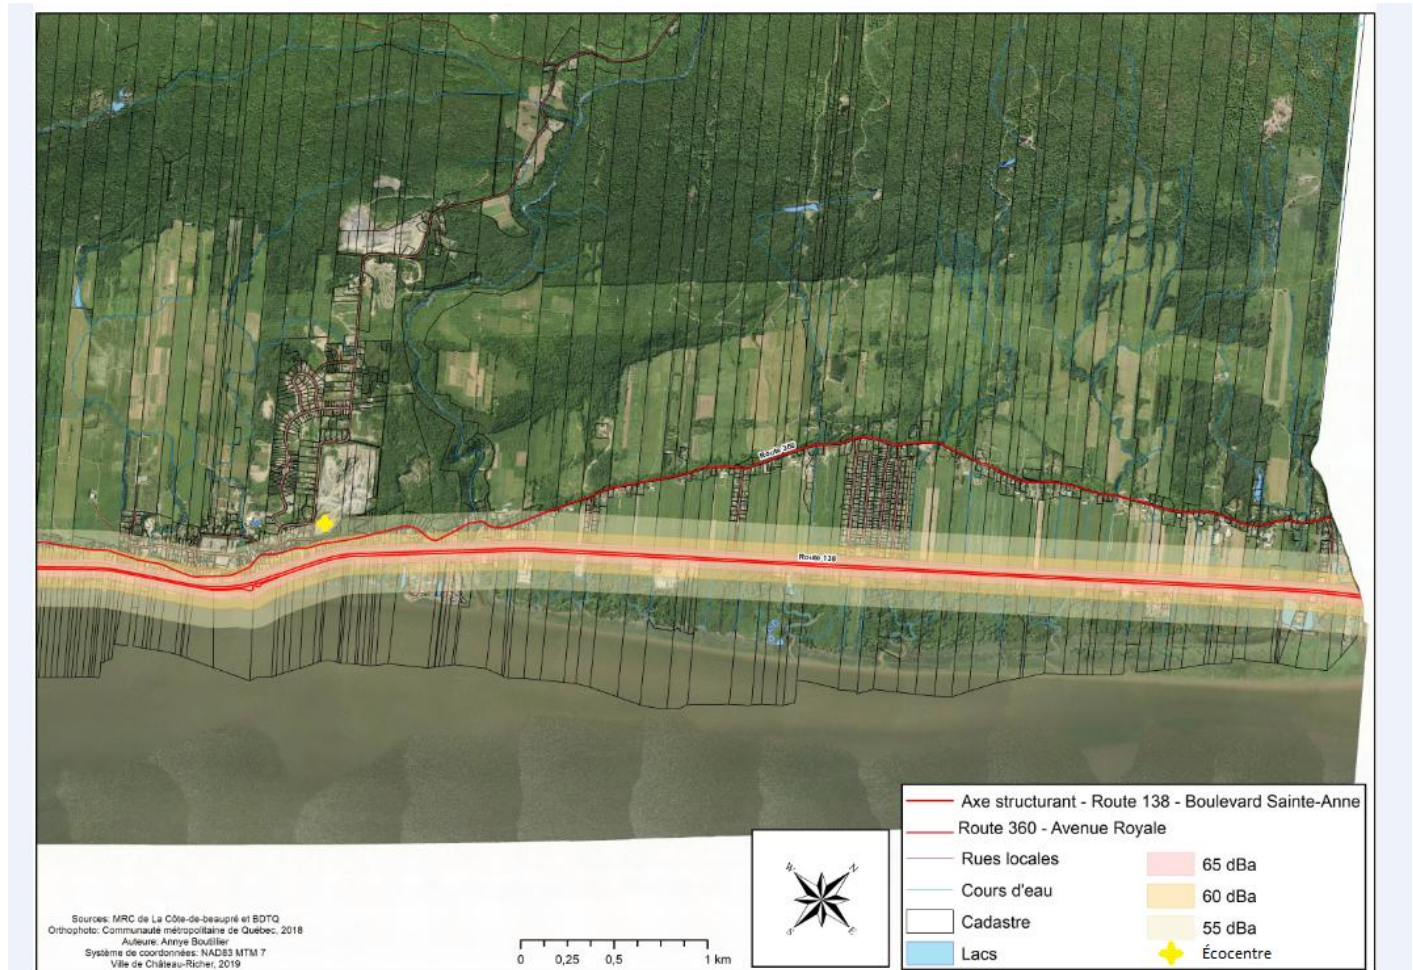 Route 360
Route 138
Axe structurant - Route 138 - Boulevard Sainte-Anne
Route 360 - Avenue Royale
Rues locales
Cours d'eau
Cadastre
Lacs
65 dBa
60 dBa
55 dBa
Écocentre
W
N
S
E
0 0,25 0,5 1 km
Sources: MRC de La Côte-de-beaupré et BDTQ
Orthophoto: Communauté métropolitaine de Québec, 2018
Auteure: Annye Boutillier
Système de coordonnées: NAD83 MTM 7
Ville de Château-Richer, 2019